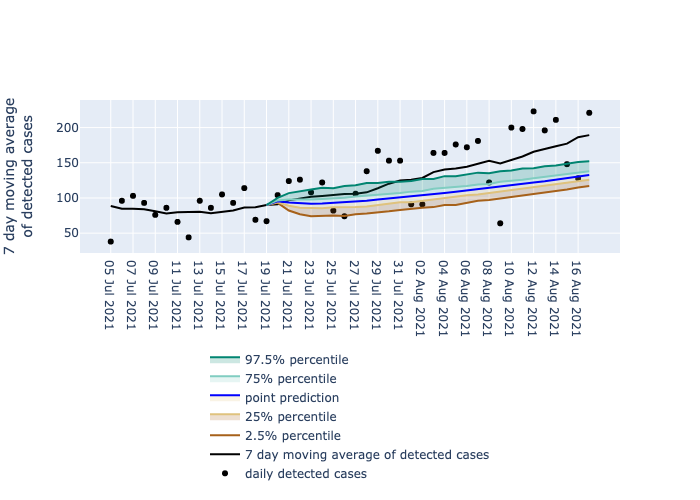 7 day moving average
of detected cases
200
150
100
50
05 Jul 2021
07 Jul 2021
09 Jul 2021
11 Jul 2021
13 Jul 2021
15 Jul 2021
17 Jul 2021
19 Jul 2021
21 Jul 2021
23 Jul 2021
25 Jul 2021
27 Jul 2021
29 Jul 2021
31 Jul 2021
02 Aug 2021
04 Aug 2021
06 Aug 2021
08 Aug 2021
10 Aug 2021
12 Aug 2021
14 Aug 2021
16 Aug 2021
97.5% percentile
75% percentile
point prediction
25% percentile
2.5% percentile
7 day moving average of detected cases
daily detected cases